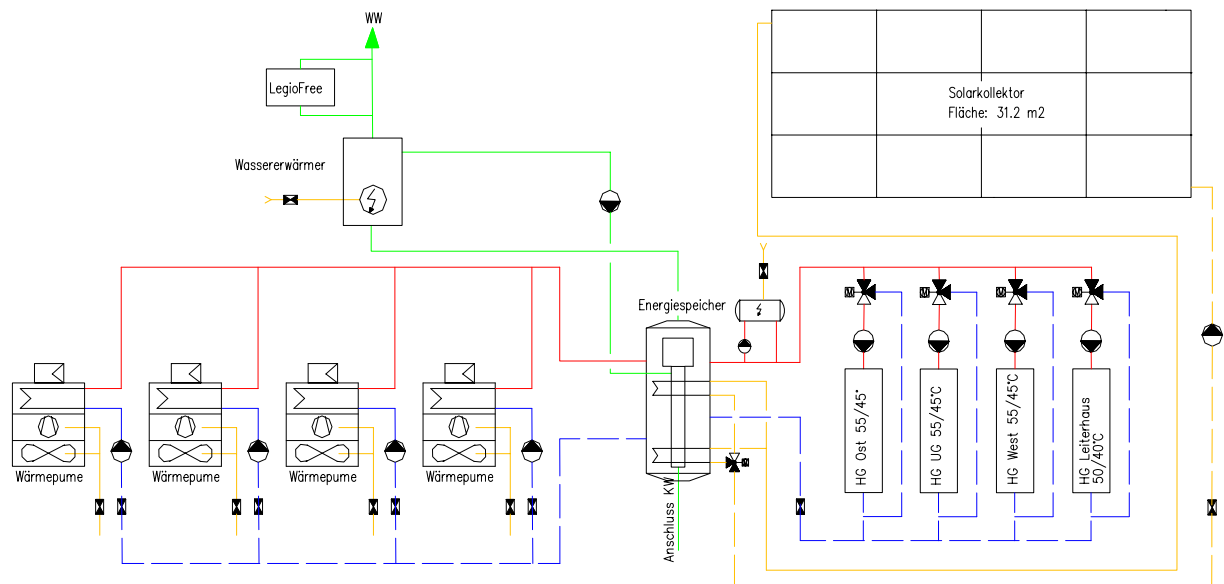 WW
LegioFree
Wassererwärmer
Solarkollektor
Fläche: 31.2 m2
Energiespeicher
Wärmepume
Wärmepume
Wärmepume
Wärmepume
Anschluss KW
HG Ost 55/45°
HG UG 55/45°C
HG West 55/45°C
HG Leiterhaus
50/40°C
M
M
M
M
M